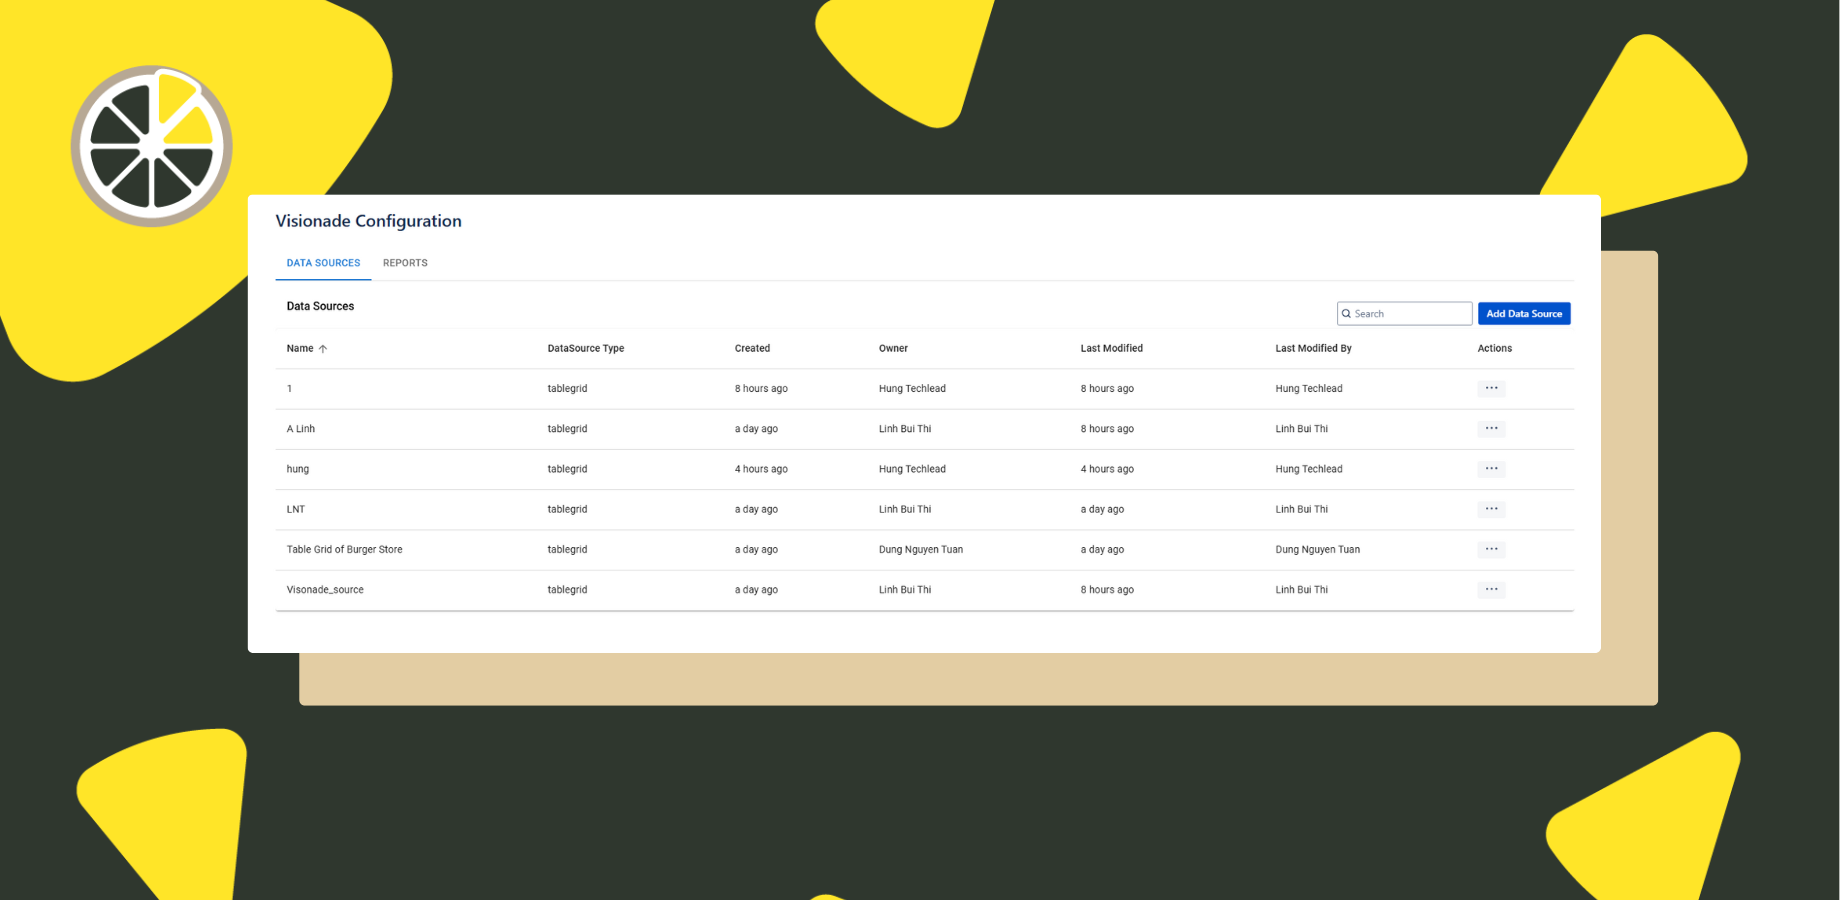 Visionade Configuration
DATA SOURCES REPORTS
Data Sources
Search Add Data Source
Name DataSource Type Created Owner Last Modified Last Modified By Actions
1 tablegrid 8 hours ago Hung Techlead 8 hours ago Hung Techlead
A Linh tablegrid a day ago Linh Bui Thi 8 hours ago Linh Bui Thi
hung tablegrid 4 hours ago Hung Techlead 4 hours ago Hung Techlead
LNT tablegrid a day ago Linh Bui Thi a day ago Linh Bui Thi
Table Grid of Burger Store tablegrid a day ago Dung Nguyen Tuan a day ago Dung Nguyen Tuan
Visonade_source tablegrid a day ago Linh Bui Thi 8 hours ago Linh Bui Thi